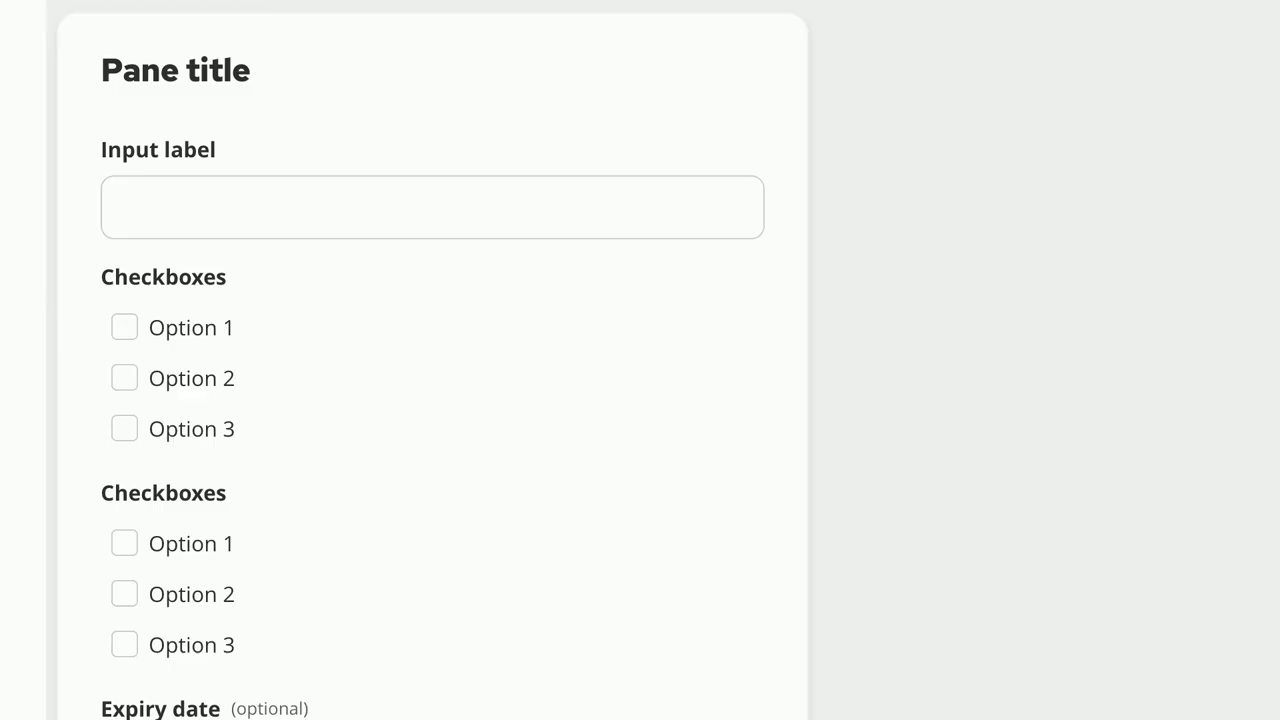 Pane title
Input label
Checkboxes
Option 1
Option 2
Option 3
Checkboxes
Option 1
Option 2
Option 3
Expiry date (optional)